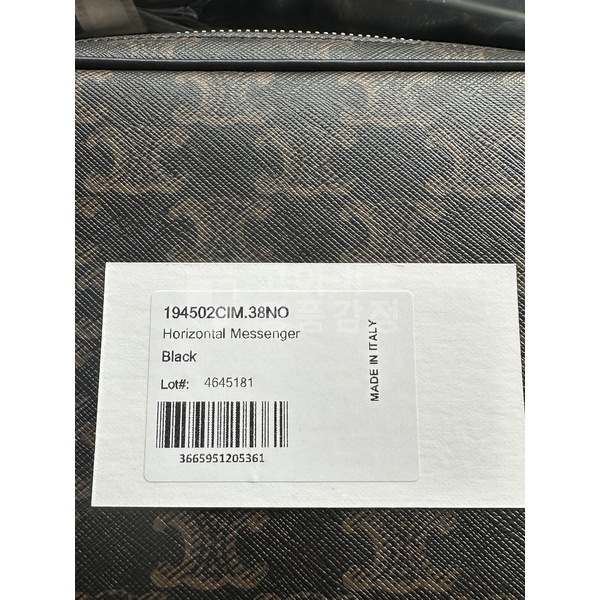 194502CIM.38NO
Horizontal Messenger
Black
Lot#: 4645181
3665951205361
MADE IN ITALY